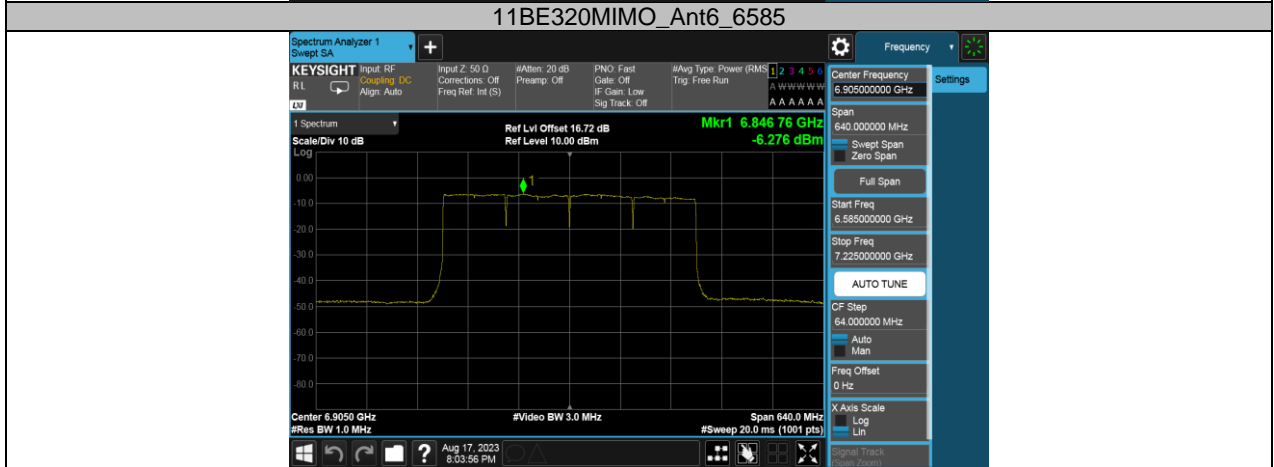 11BE320MIMO_Ant6_6585
Spectrum Analyzer 1
Swept SA
Frequency
KEYSIGHT
RL
LXI
Input: RF
Coupling: DC
Align: Auto
Input Z: 50 Ω
Corrections: Off
Freq Ref: Int (S)
#Atten: 20 dB
Preamp: Off
PNO: Fast
Gate: Off
IF Gain: Low
Sig Track: Off
#Avg Type: Power (RMS
Trig: Free Run
1 2 3 4 5 6
A W W W W W
A A A A A A
Center Frequency
6.905000000 GHz
Settings
1 Spectrum
Scale/Div 10 dB
Ref Lvl Offset 16.72 dB
Ref Level 10.00 dBm
Mkr1 6.846 76 GHz
-6.276 dBm
Log
0.00
-10.0
-20.0
-30.0
-40.0
-50.0
-60.0
-70.0
-80.0
1
Span
640.000000 MHz
Swept Span
Zero Span
Full Span
Start Freq
6.585000000 GHz
Stop Freq
7.225000000 GHz
AUTO TUNE
CF Step
64.000000 MHz
Auto
Man
Freq Offset
0 Hz
X Axis Scale
Log
Lin
Signal Track
(Span Zoom)
Center 6.9050 GHz
#Video BW 3.0 MHz
Span 640.0 MHz
#Res BW 1.0 MHz
#Sweep 20.0 ms (1001 pts)
Aug 17, 2023
8:03:56 PM